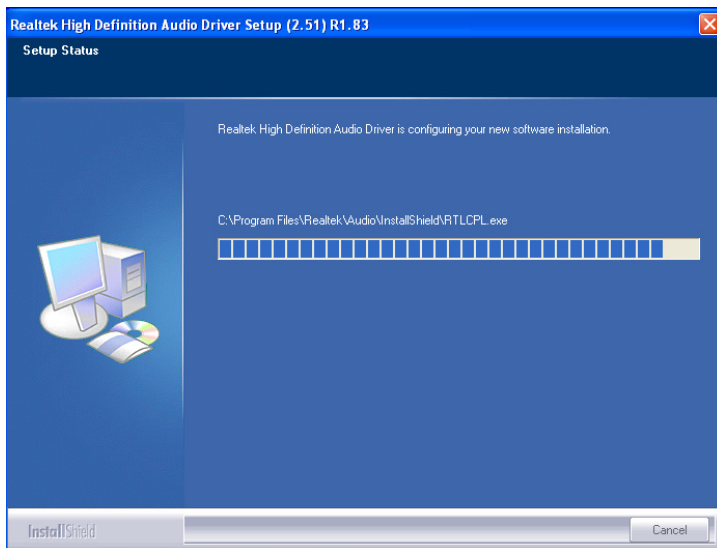 Realtek High Definition Audio Driver Setup (2.51) R1.83
Setup Status
Realtek High Definition Audio Driver is configuring your new software installation.
C:\Program Files\Realtek\Audio\InstallShield\RTLCPL.exe
InstallShield
Cancel